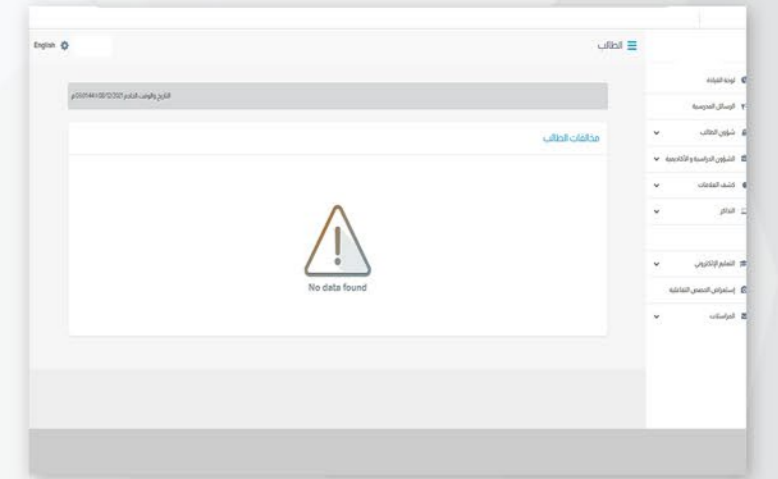 English
الطالب
لوحة القيادة
الرسائل المدرسية
شؤون الطالب
الشؤون الدراسية و الأكاديمية
كشف العلامات
التذاكر
التعليم الإلكتروني
إستعراض الحصص التفاعلية
المراسلات
التاريخ والوقت الخادم
مخالفات الطالب
No data found